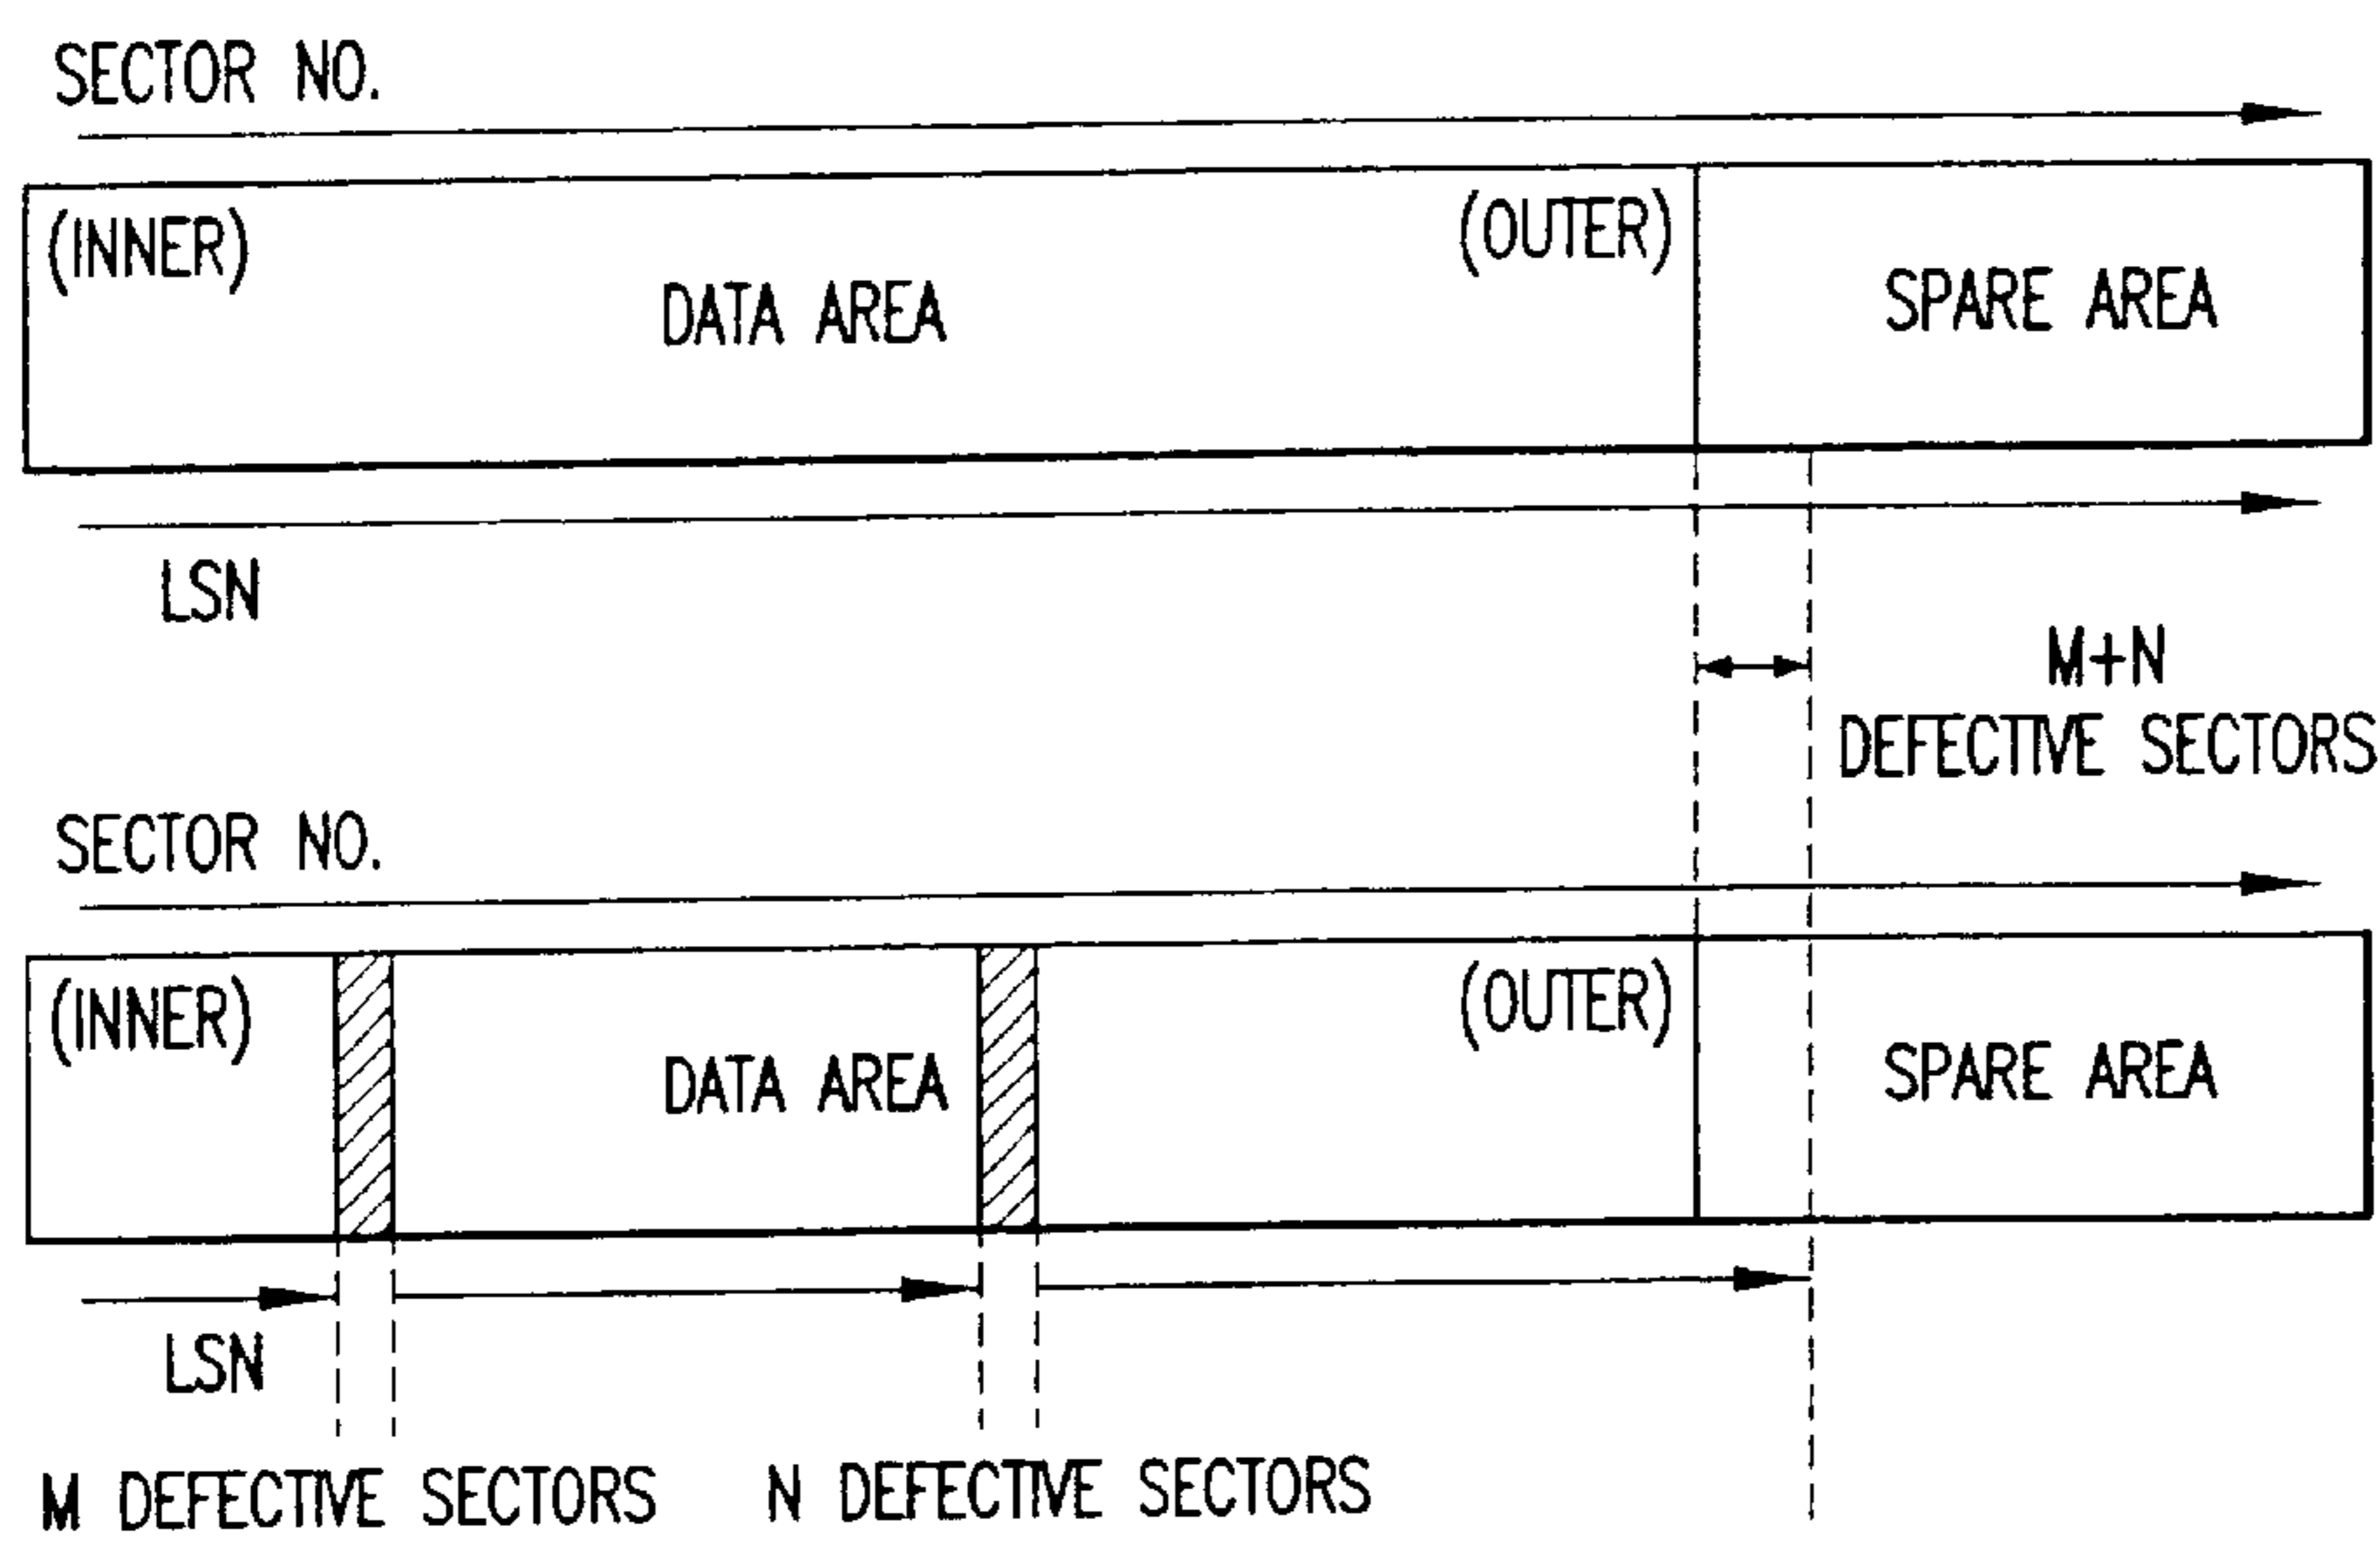 SECTOR NO.
(INNER)
(OUTER)
DATA AREA
SPARE AREA
LSN
M+N
DEFECTIVE SECTORS
SECTOR NO.
(INNER)
(OUTER)
DATA AREA
SPARE AREA
LSN
M DEFECTIVE SECTORS
N DEFECTIVE SECTORS